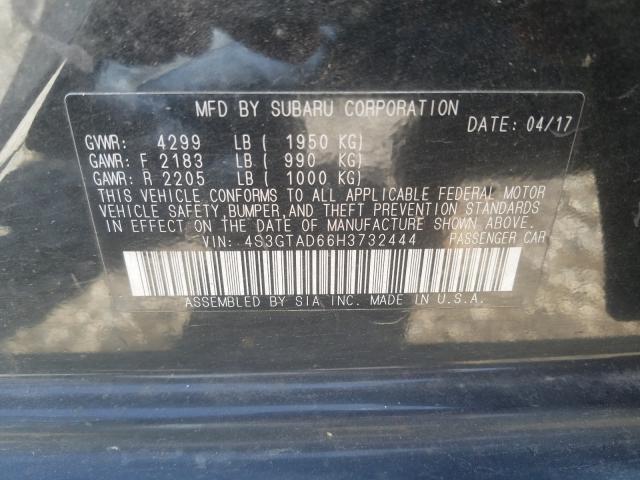 MFD BY SUBARU CORPORATION
DATE: 04/17
GVWR: 4299 LB ( 1950 KG)
GAWR: F 2183 LB ( 990 KG)
GAWR: R 2205 LB ( 1000 KG)
THIS VEHICLE CONFORMS TO ALL APPLICABLE FEDERAL MOTOR
VEHICLE SAFETY, BUMPER, AND THEFT PREVENTION STANDARDS
IN EFFECT ON THE DATE OF MANUFACTURE SHOWN ABOVE.
VIN: 4S3GTAD66H3732444 PASSENGER CAR
ASSEMBLED BY SIA INC. MADE IN U.S.A.